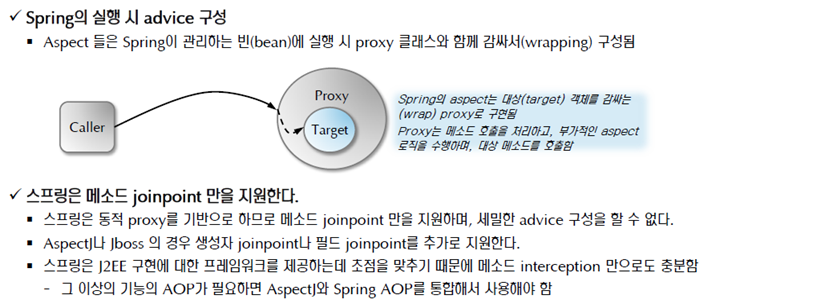 ✓ Spring의 실행 시 advice 구성
▪ Aspect 들은 Spring이 관리하는 빈(bean)에 실행 시 proxy 클래스와 함께 감싸서(wrapping) 구성됨
Caller
Proxy
Target
Spring의 aspect는 대상(target) 객체를 감싸는
(wrap) proxy로 구현됨
Proxy는 메소드 호출을 처리하고, 부가적인 aspect
로직을 수행하며, 대상 메소드를 호출함
✓ 스프링은 메소드 joinpoint 만을 지원한다.
▪ 스프링은 동적 proxy를 기반으로 하므로 메소드 joinpoint 만을 지원하며, 세밀한 advice 구성을 할 수 없다.
▪ AspectJ나 Jboss 의 경우 생성자 joinpoint나 필드 joinpoint를 추가로 지원한다.
▪ 스프링은 J2EE 구현에 대한 프레임워크를 제공하는데 초점을 맞추기 때문에 메소드 interception 만으로도 충분함
- 그 이상의 기능의 AOP가 필요하면 AspectJ와 Spring AOP를 통합해서 사용해야 함